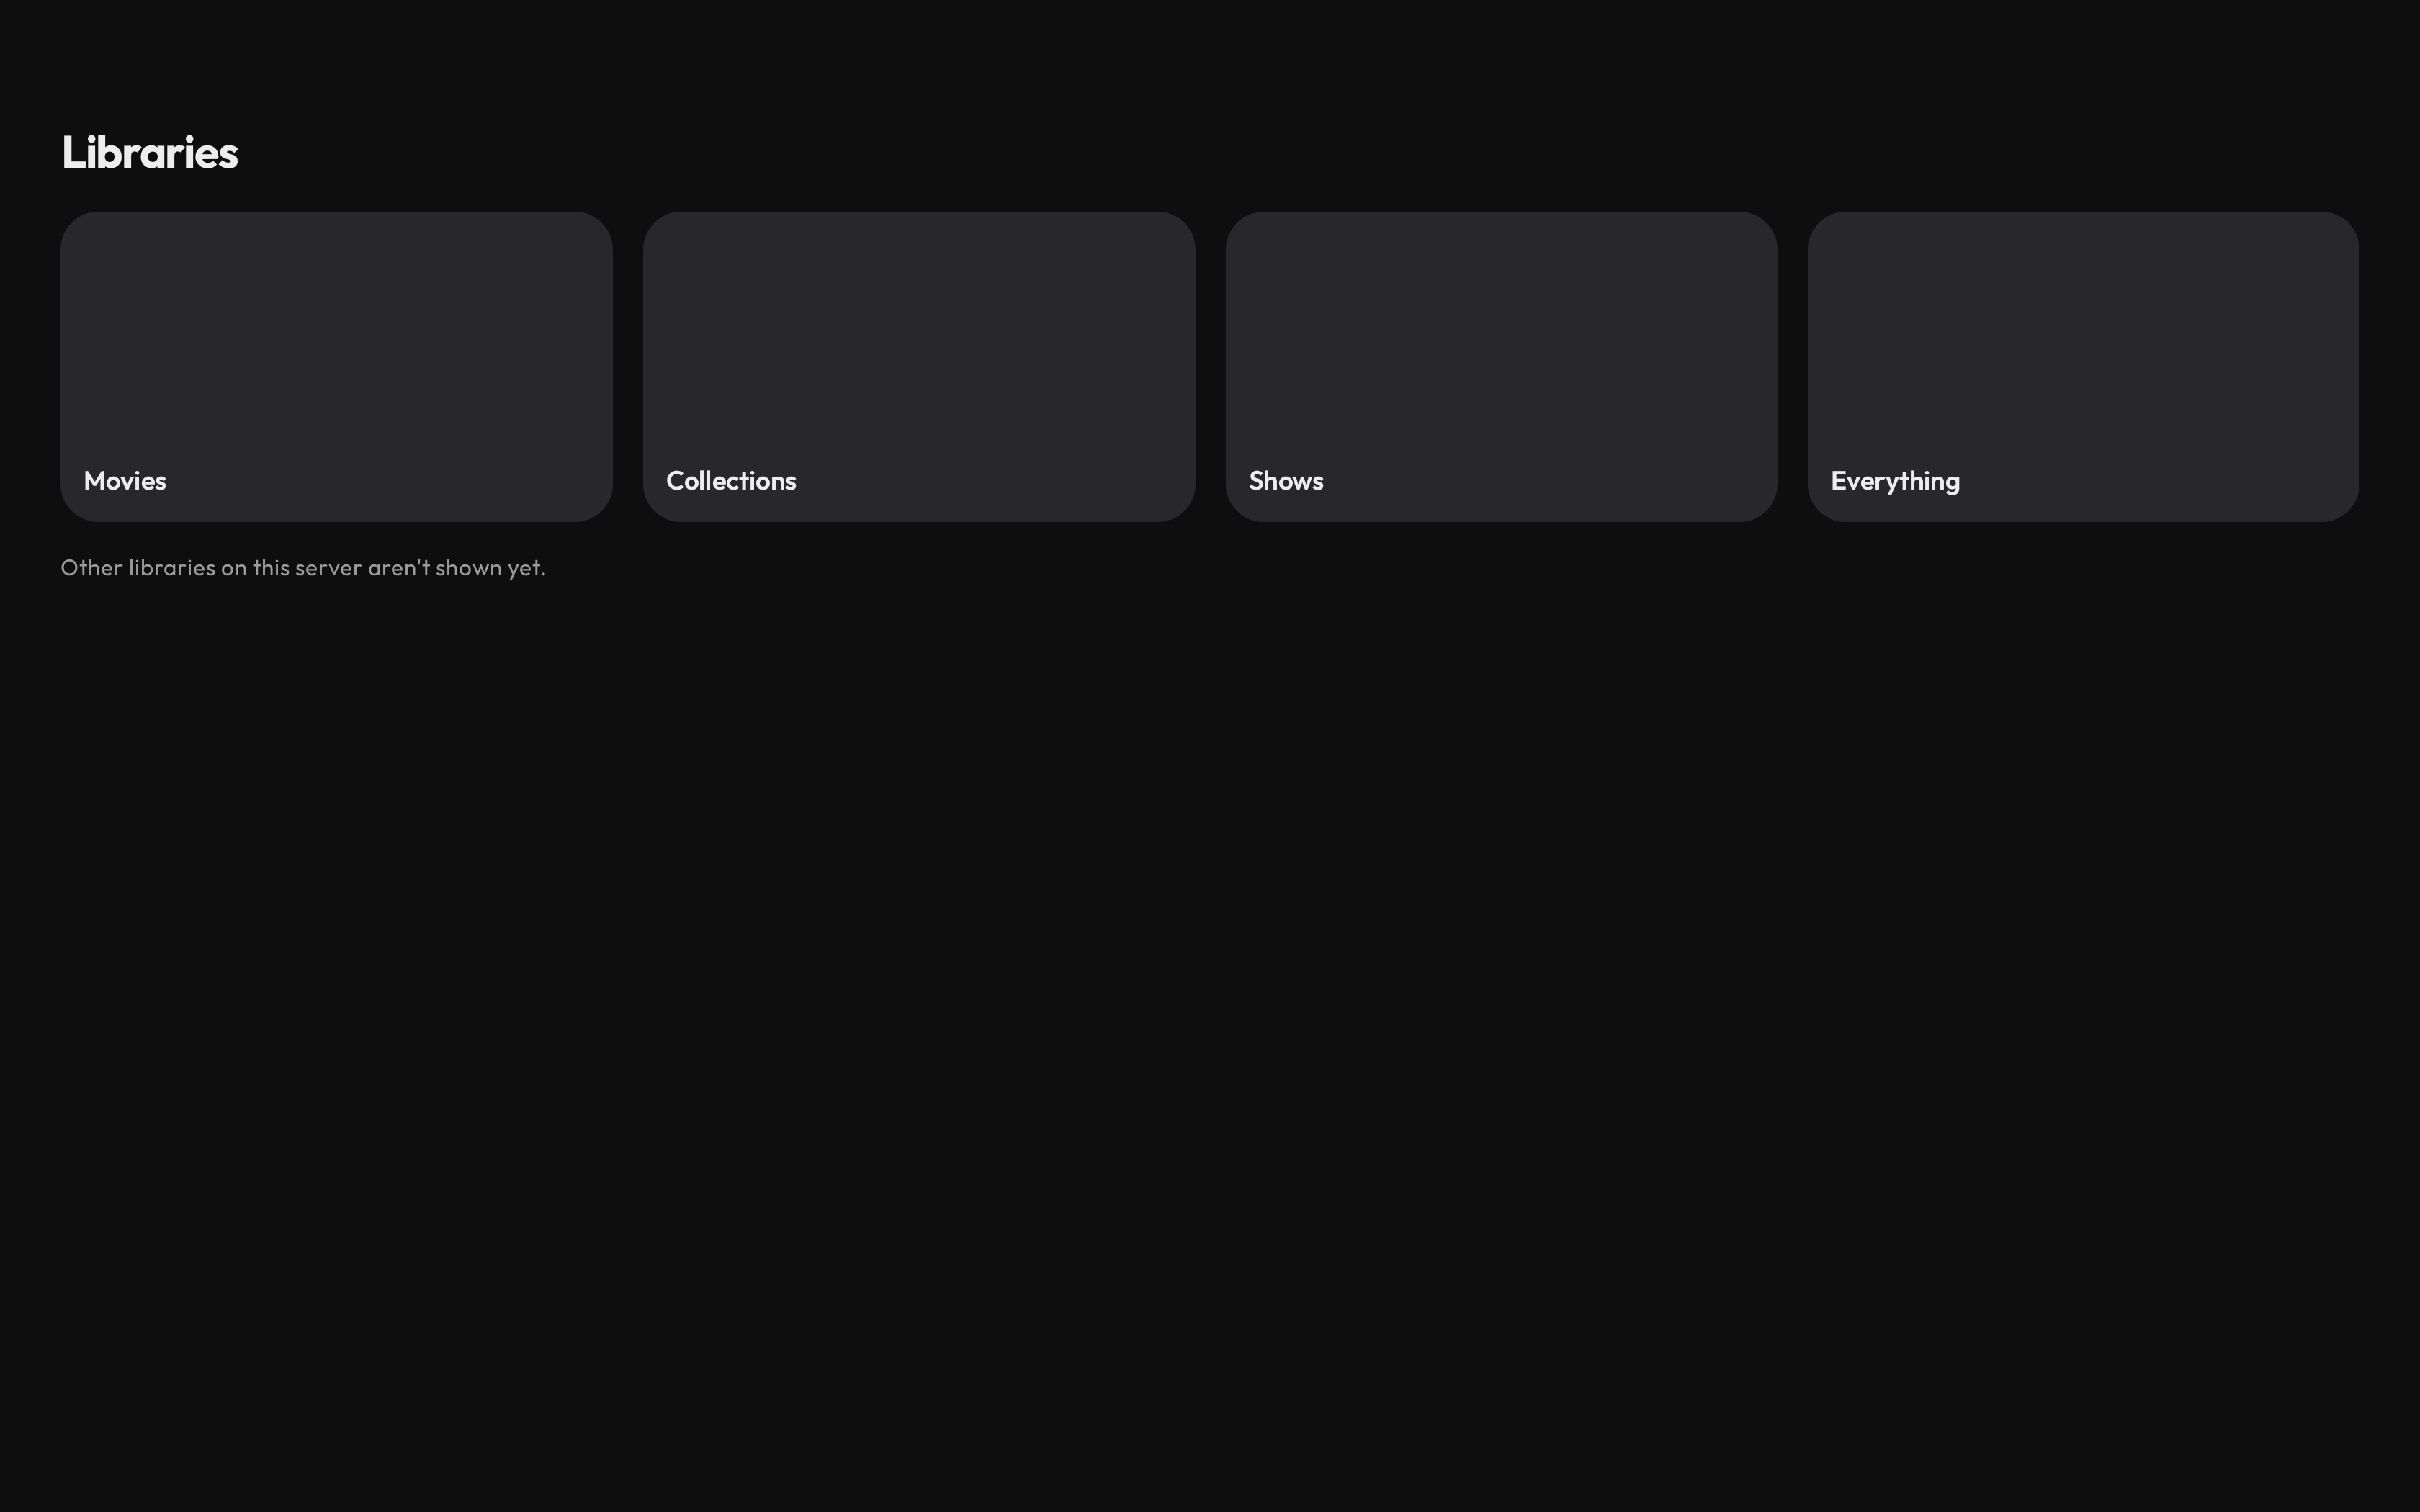 Libraries
Movies
Collections
Shows
Everything
Other libraries on this server aren't shown yet.